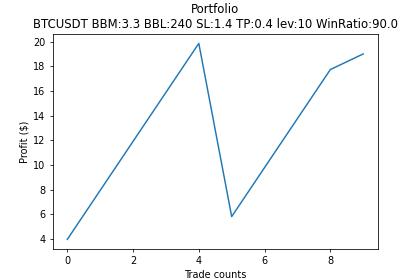 Portfolio
BTCUSDT BBM:3.3 BBL:240 SL:1.4 TP:0.4 lev:10 WinRatio:90.0
20
18
16
14
12
10
8
6
4
Profit ($)
0 2 4 6 8
Trade counts